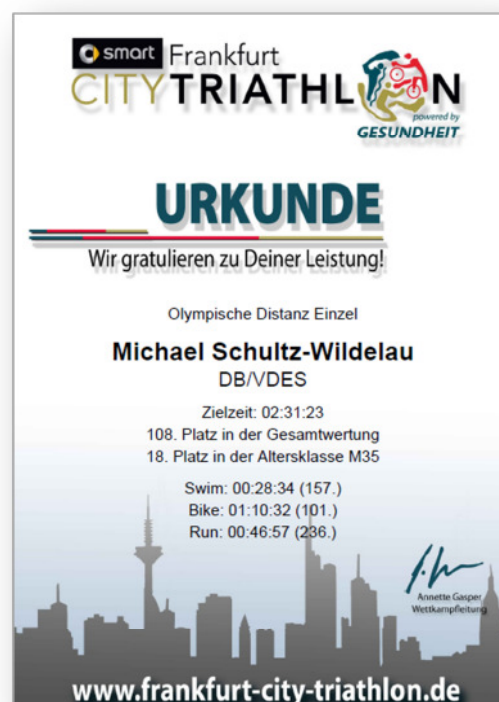 smart Frankfurt
CITYTRIATHLON
powered by
GESUNDHEIT
URKUNDE
Wir gratulieren zu Deiner Leistung!
Olympische Distanz Einzel
Michael Schultz-Wildelau
DB/VDES
Zielzeit: 02:31:23
108. Platz in der Gesamtwertung
18. Platz in der Altersklasse M35
Swim: 00:28:34 (157.)
Bike: 01:10:32 (101.)
Run: 00:46:57 (236.)
Annette Gasper
Wettkampfleitung
www.frankfurt-city-triathlon.de